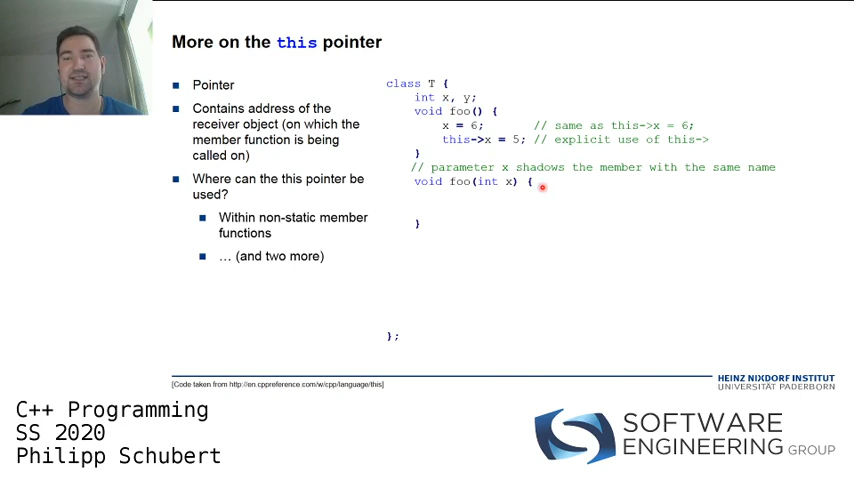 More on the this pointer
Pointer
Contains address of the
receiver object (on which the
member function is being
called on)
Where can the this pointer be
used?
Within non-static member
functions
… (and two more)
class T {
int x, y;
void foo() {
x = 6; // same as this->x = 6;
this->x = 5; // explicit use of this->
}
// parameter x shadows the member with the same name
void foo(int x) {
}
};
[Code taken from http://en.cppreference.com/w/cpp/language/this]
HEINZ NIXDORF INSTITUT
UNIVERSITÄT PADERBORN
C++ Programming
SS 2020
Philipp Schubert
SOFTWARE
ENGINEERING GROUP